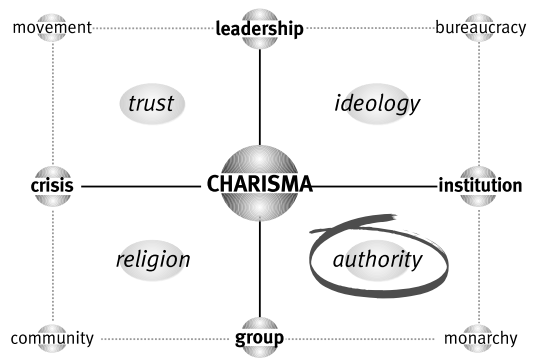 movement leadership bureaucracy
trust ideology
crisis CHARISMA institution
religion authority
community group monarchy